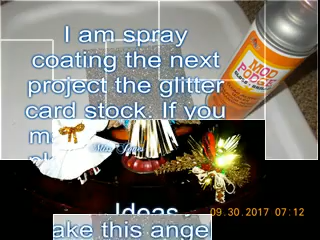 I am spray
coating the next
project the glitter
card stock. If you
MOD
PODGE
Ideas
ake this ange
09.30.2017 07:12